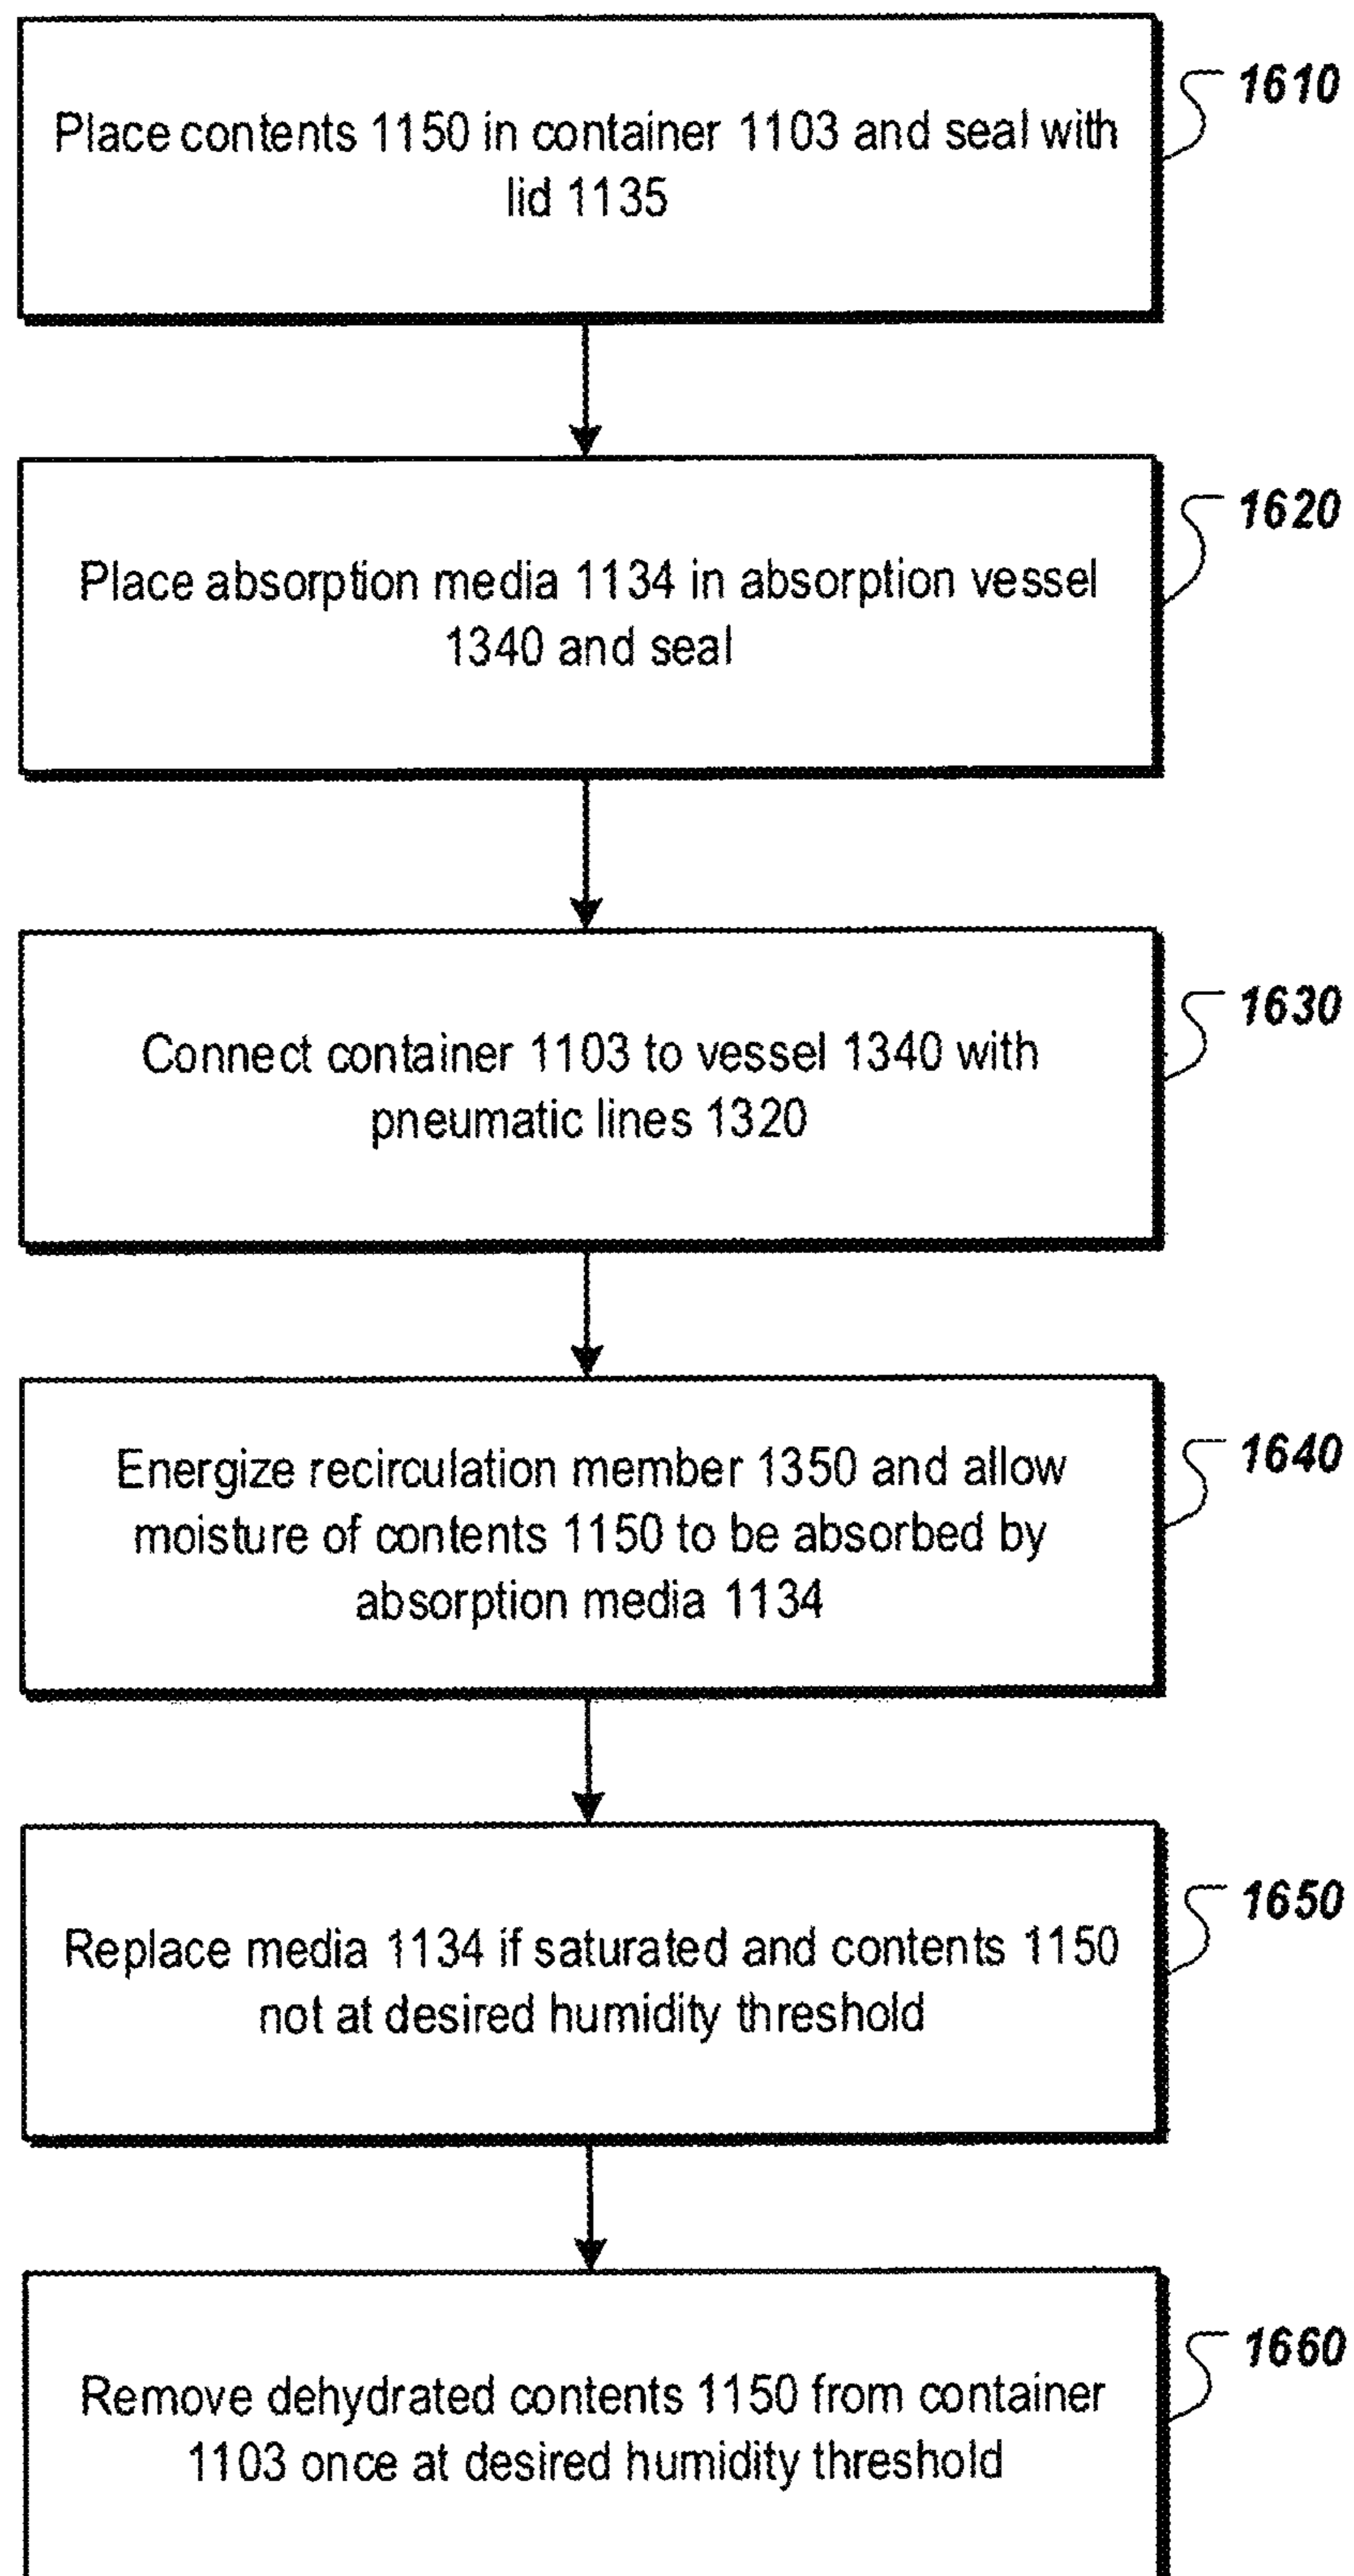 Place contents 1150 in container 1103 and seal with
lid 1135
1610
Place absorption media 1134 in absorption vessel
1340 and seal
1620
Connect container 1103 to vessel 1340 with
pneumatic lines 1320
1630
Energize recirculation member 1350 and allow
moisture of contents 1150 to be absorbed by
absorption media 1134
1640
Replace media 1134 if saturated and contents 1150
not at desired humidity threshold
1650
Remove dehydrated contents 1150 from container
1103 once at desired humidity threshold
1660